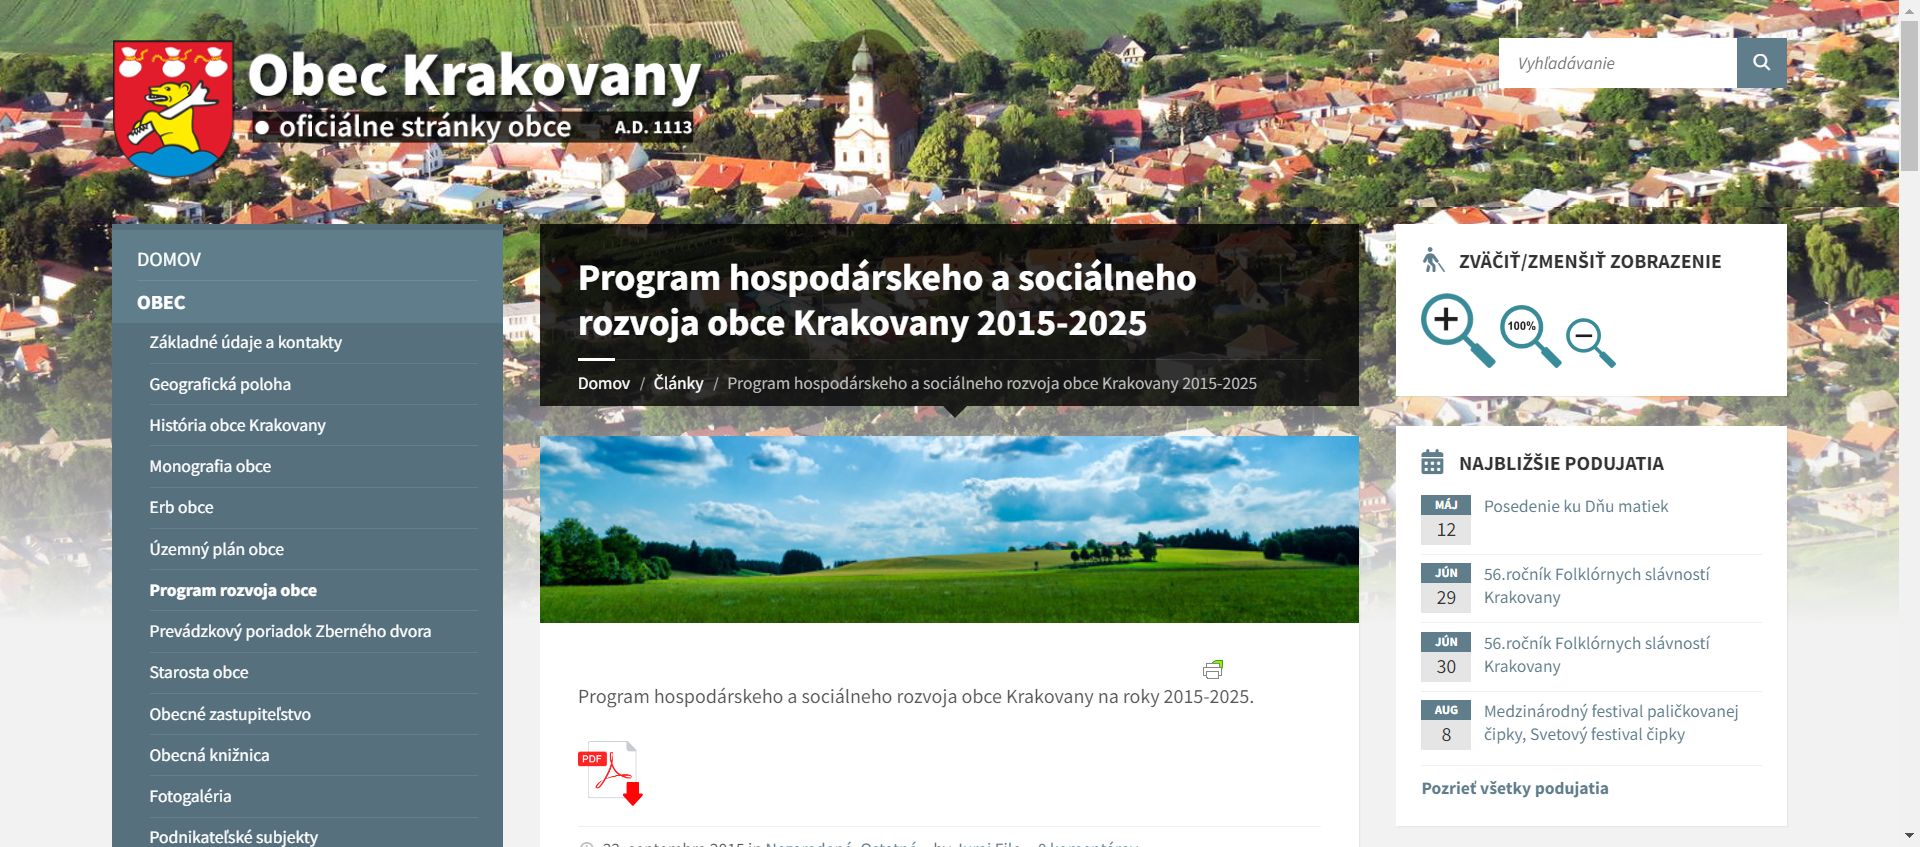 Obec Krakovany
• oficiálne stránky obce A.D. 1113
Vyhľadávanie
DOMOV
OBEC
Základné údaje a kontakty
Geografická poloha
História obce Krakovany
Monografia obce
Erb obce
Územný plán obce
Program rozvoja obce
Prevádzkový poriadok Zberného dvora
Starosta obce
Obecné zastupiteľstvo
Obecná knižnica
Fotogaléria
Podnikateľské subjekty
Program hospodárskeho a sociálneho
rozvoja obce Krakovany 2015-2025
Domov / Články / Program hospodárskeho a sociálneho rozvoja obce Krakovany 2015-2025
Program hospodárskeho a sociálneho rozvoja obce Krakovany na roky 2015-2025.
PDF
ZVÄČIŤ/ZMENŠIŤ ZOBRAZENIE
100%
NAJBLIŽŠIE PODUJATIA
MÁJ
12
Posedenie ku Dňu matiek
JÚN
29
56.ročník Folklórnych slávností
Krakovany
JÚN
30
56.ročník Folklórnych slávností
Krakovany
AUG
8
Medzinárodný festival paličkovanej
čipky, Svetový festival čipky
Pozrieť všetky podujatia